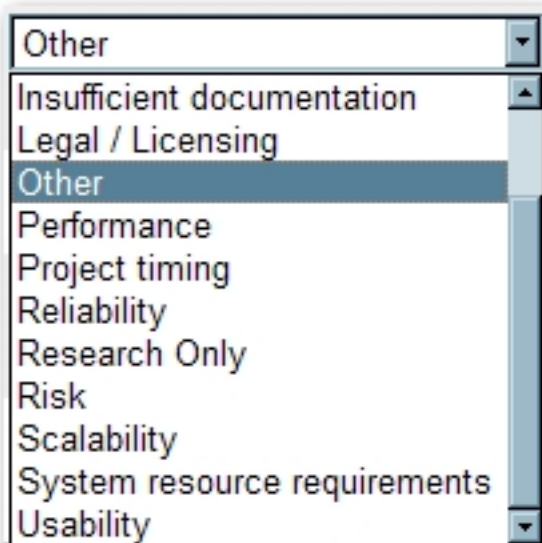 Other
Insufficient documentation
Legal / Licensing
Other
Performance
Project timing
Reliability
Research Only
Risk
Scalability
System resource requirements
Usability